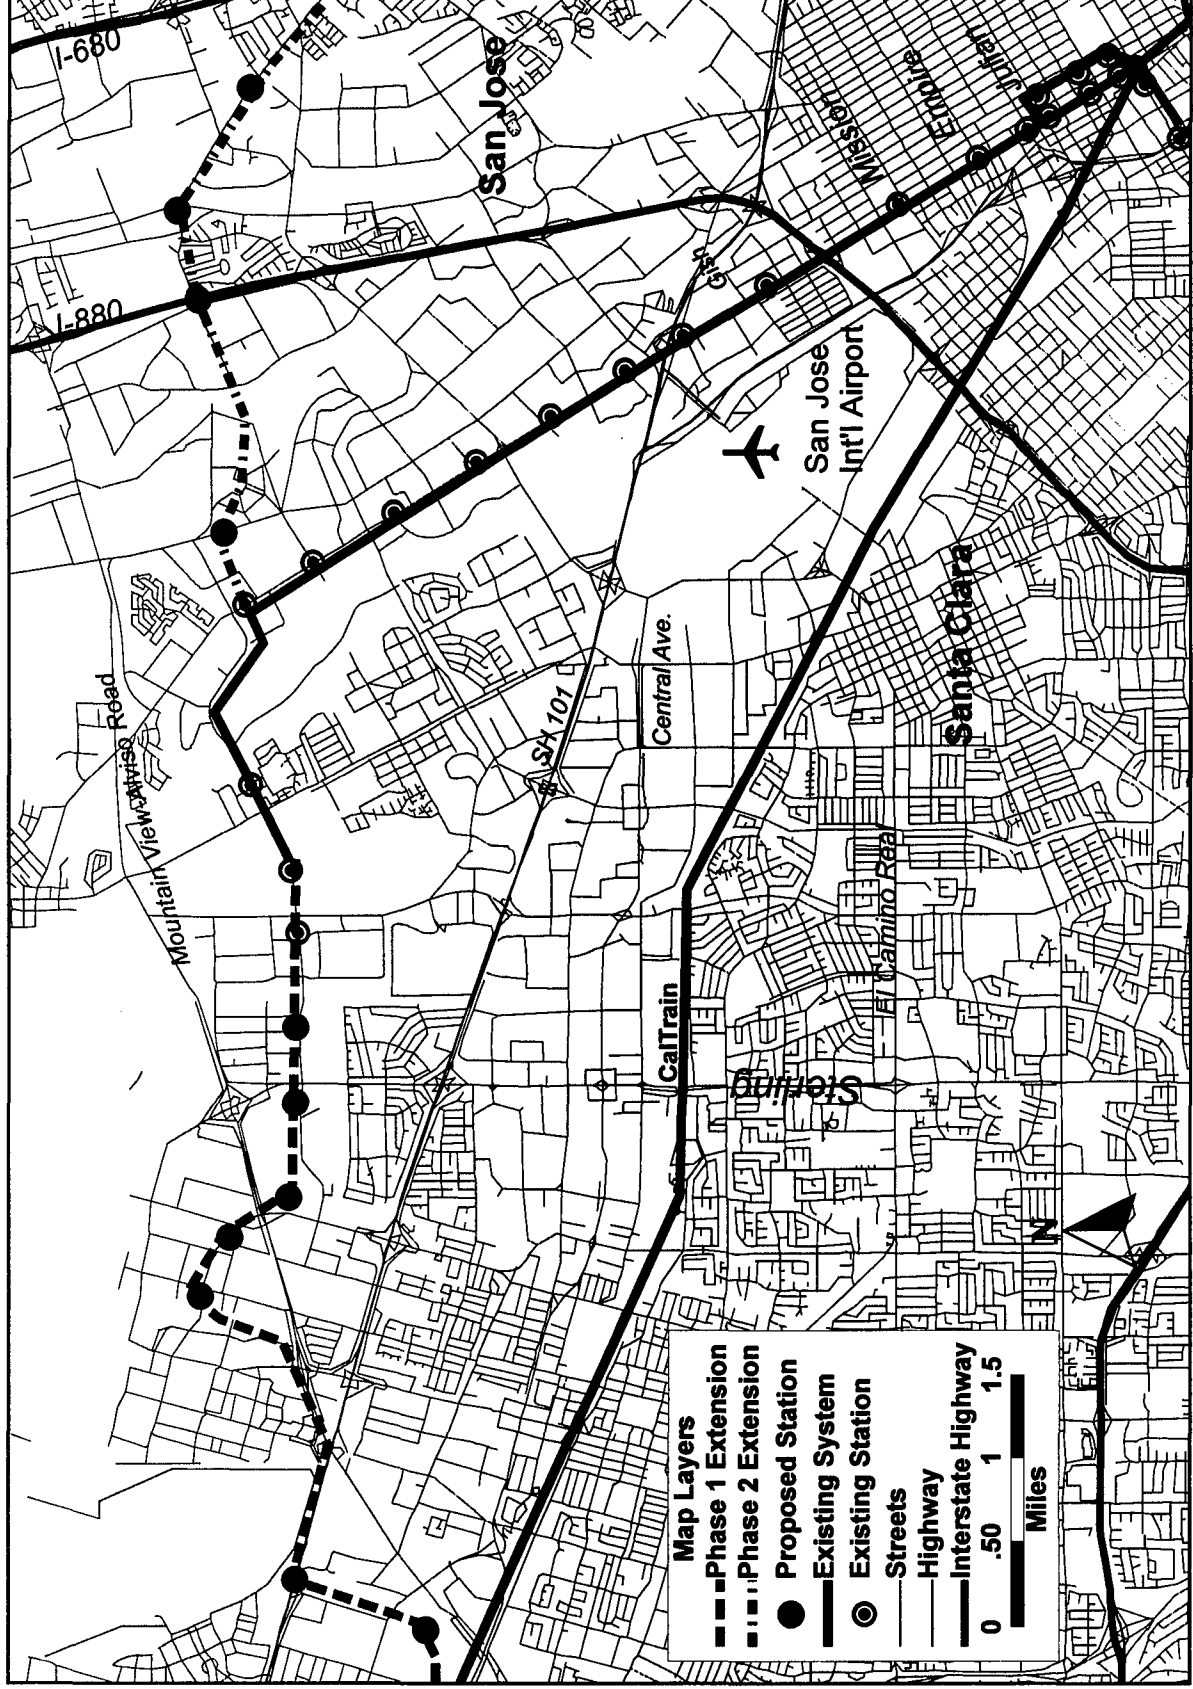 I-680
San Jose
Julian
Empire
Mission
I-880
Gish
San Jose
Int'l Airport
Mountain View-Alviso Road
SH 101
Central Ave.
Santa Clara
El Camino Real
CalTrain
Sterling
N
Map Layers
Phase 1 Extension
Phase 2 Extension
Proposed Station
Existing System
Existing Station
Streets
Highway
Interstate Highway
0 .50 1 1.5
Miles